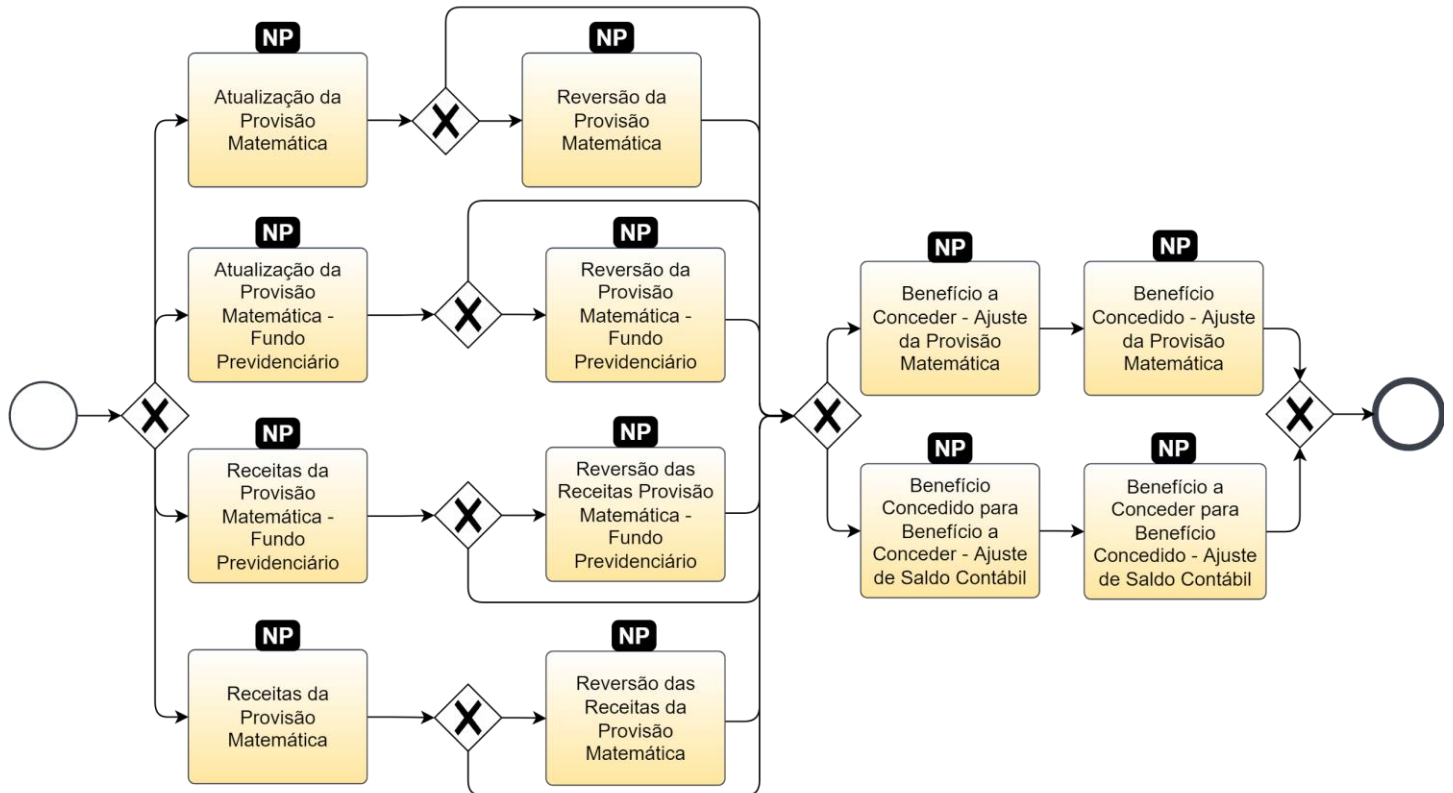 NP
Atualização da
Provisão
Matemática
NP
Reversão da
Provisão
Matemática
NP
Atualização da
Provisão
Matemática -
Fundo
Previdenciário
NP
Reversão da
Provisão
Matemática -
Fundo
Previdenciário
NP
Receitas da
Provisão
Matemática -
Fundo
Previdenciário
NP
Reversão das
Receitas Provisão
Matemática -
Fundo
Previdenciário
NP
Receitas da
Provisão
Matemática
NP
Reversão das
Receitas da
Provisão
Matemática
NP
Benefício a
Conceder - Ajuste
da Provisão
Matemática
NP
Benefício
Concedido - Ajuste
da Provisão
Matemática
NP
Benefício
Concedido para
Benefício a
Conceder - Ajuste
de Saldo Contábil
NP
Benefício a
Conceder para
Benefício
Concedido - Ajuste
de Saldo Contábil